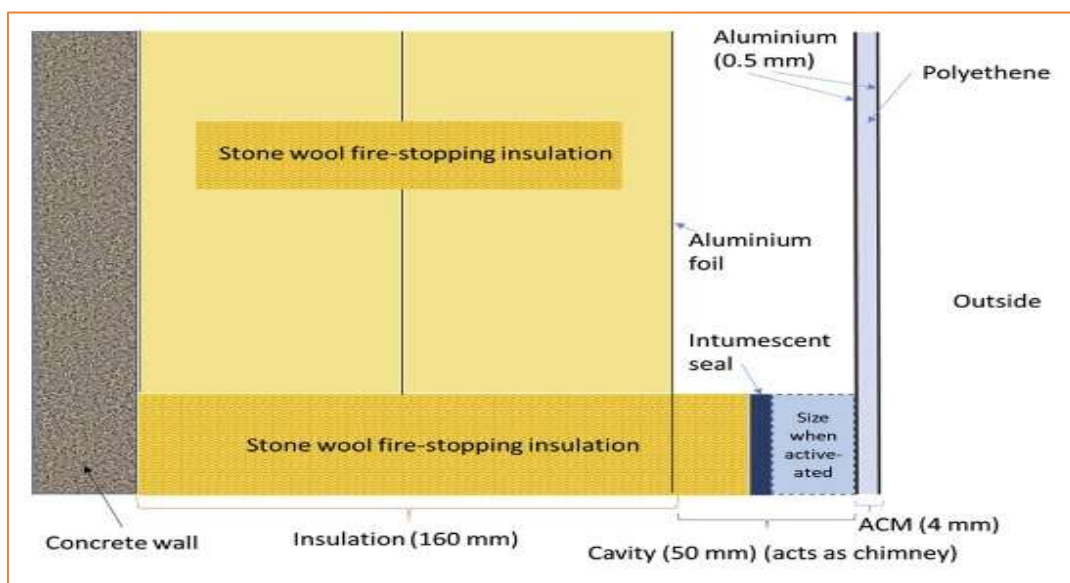 Aluminium
(0.5 mm)
Polyethene
Stone wool fire-stopping insulation
Aluminium
foil
Outside
Intumescent
seal
Stone wool fire-stopping insulation
Size
when
active-
ated
Concrete wall
Insulation (160 mm)
ACM (4 mm)
Cavity (50 mm) (acts as chimney)